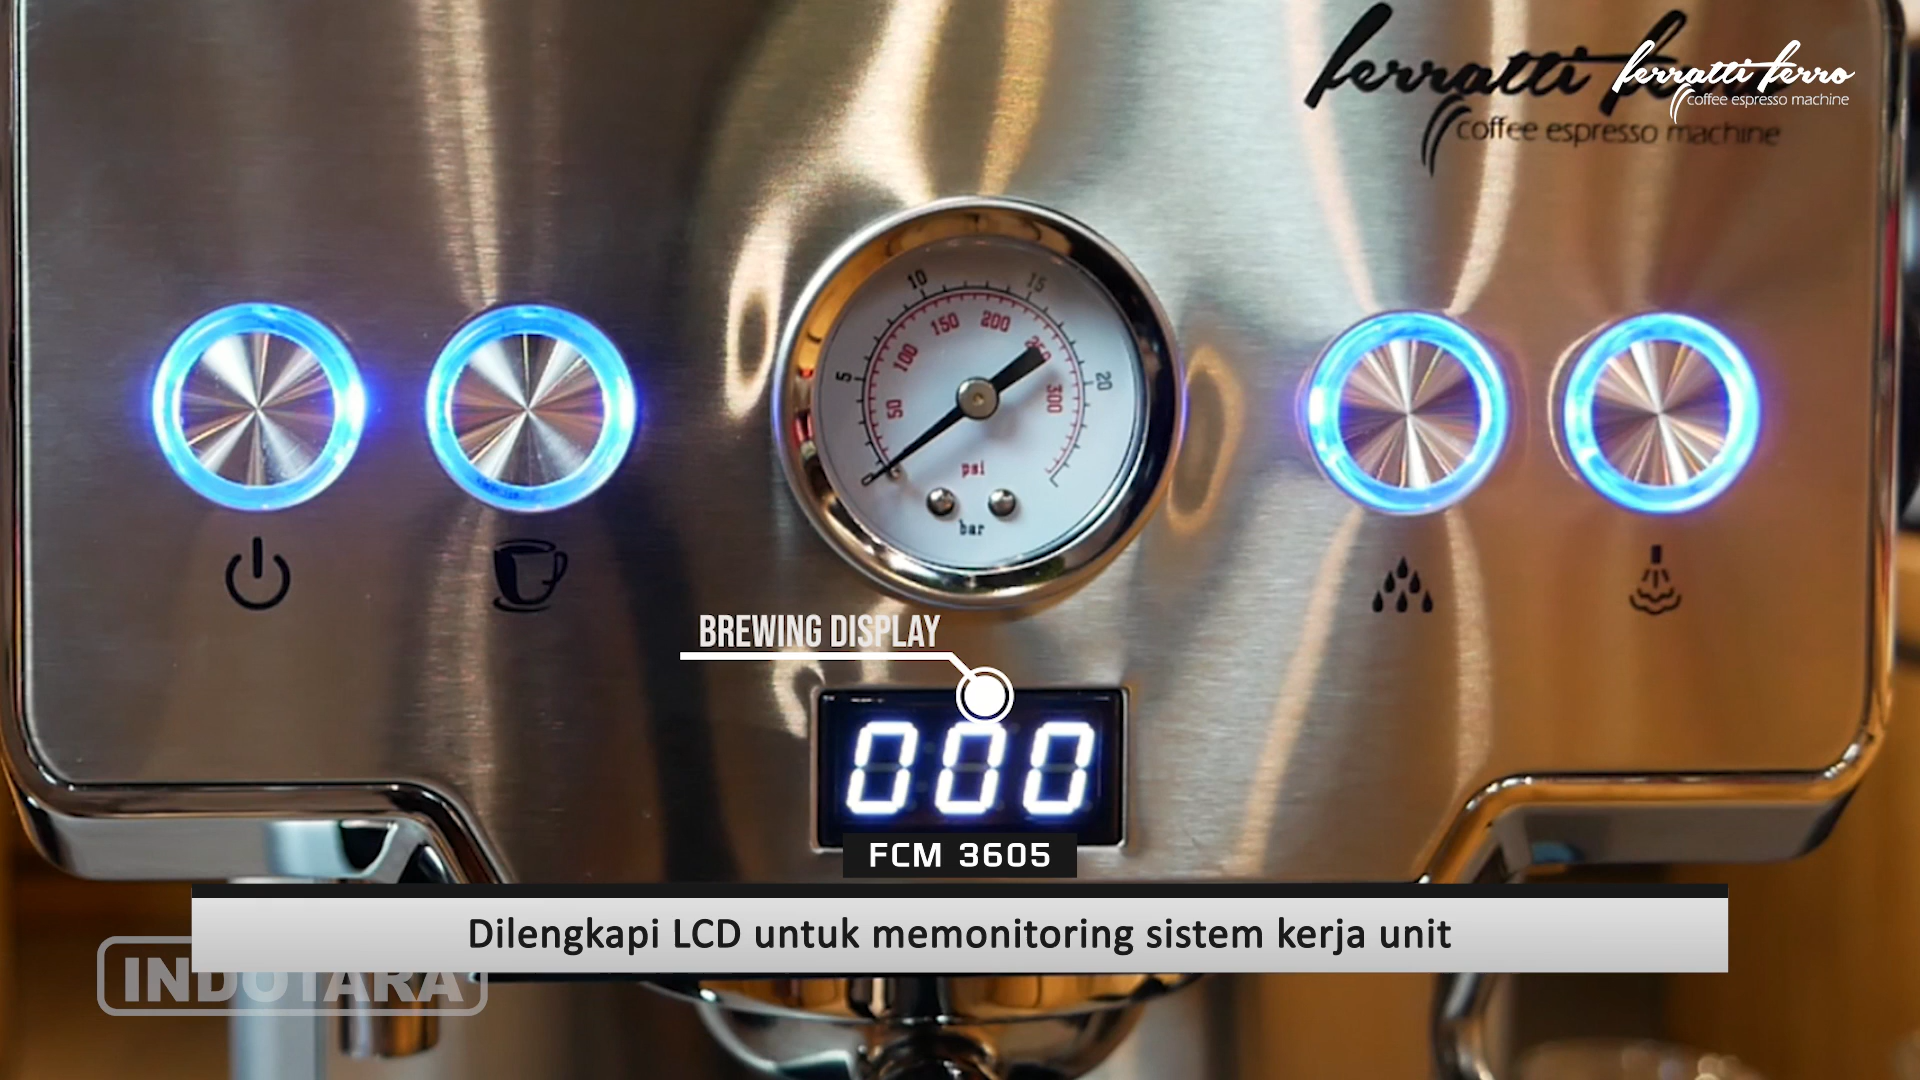 ferratti ferro
coffee espresso machine
ferratti ferro
coffee espresso machine
10
15
150
200
100
250
5
20
50
300
psi
bar
BREWING DISPLAY
000
FCM 3605
Dilengkapi LCD untuk memonitoring sistem kerja unit
INDOTARA